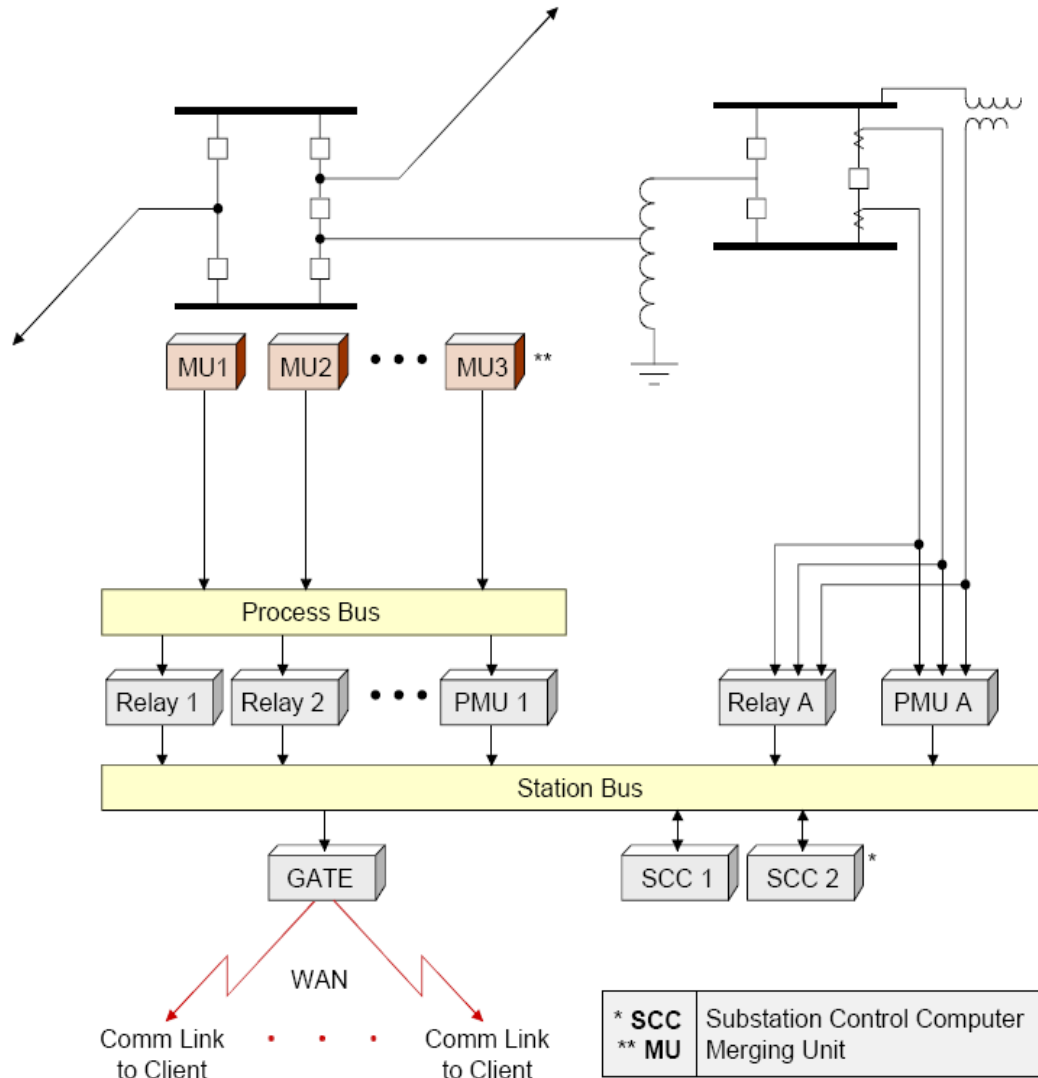 MU1
MU2
MU3
**
Process Bus
Relay 1
Relay 2
PMU 1
Relay A
PMU A
Station Bus
GATE
SCC 1
SCC 2
*
WAN
Comm Link
to Client
Comm Link
to Client
* SCC Substation Control Computer
** MU Merging Unit